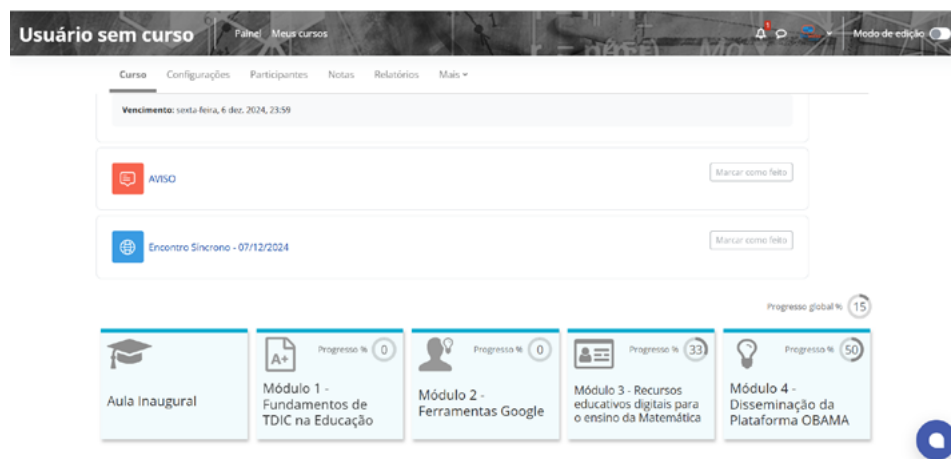 Usuário sem curso
Painel Meus cursos
1
Modo de edição
Curso Configurações Participantes Notas Relatórios Mais
Vencimento: sexta-feira, 6 dez. 2024, 23:59
AVISO
Marcar como feito
Encontro Síncrono - 07/12/2024
Marcar como feito
Progresso global % 15
Aula Inaugural
A+
Progresso % 0
Módulo 1 -
Fundamentos de
TDIC na Educação
Progresso % 0
Módulo 2 -
Ferramentas Google
Progresso % 33
Módulo 3 - Recursos
educativos digitais para
o ensino da Matemática
Progresso % 50
Módulo 4 -
Disseminação da
Plataforma OBAMA